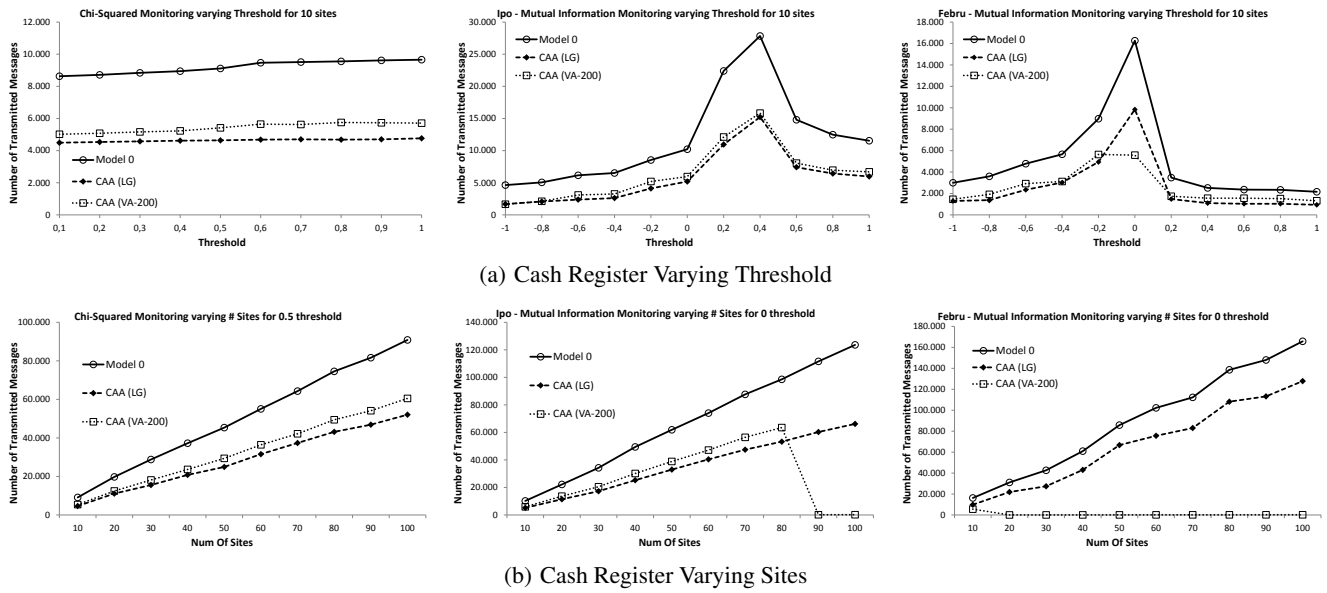 Chi-Squared Monitoring varying Threshold for 10 sites
Number of Transmitted Messages
12.000
10.000
8.000
6.000
4.000
2.000
0
Model 0
CAA (LG)
CAA (VA-200)
0,1 0,2 0,3 0,4 0,5 0,6 0,7 0,8 0,9 1
Threshold
Ipo - Mutual Information Monitoring varying Threshold for 10 sites
Number of Transmitted Messages
30.000
25.000
20.000
15.000
10.000
5.000
0
Model 0
CAA (LG)
CAA (VA-200)
-1 -0,8 -0,6 -0,4 -0,2 0 0,2 0,4 0,6 0,8 1
Threshold
Febru - Mutual Information Monitoring varying Threshold for 10 sites
Number of Transmitted Messages
18.000
16.000
14.000
12.000
10.000
8.000
6.000
4.000
2.000
0
Model 0
CAA (LG)
CAA (VA-200)
-1 -0,8 -0,6 -0,4 -0,2 0 0,2 0,4 0,6 0,8 1
Threshold
(a) Cash Register Varying Threshold
Chi-Squared Monitoring varying # Sites for 0.5 threshold
Number of Transmitted Messages
100.000
80.000
60.000
40.000
20.000
0
Model 0
CAA (LG)
CAA (VA-200)
10 20 30 40 50 60 70 80 90 100
Num Of Sites
Ipo - Mutual Information Monitoring varying # Sites for 0 threshold
Number of Transmitted Messages
140.000
120.000
100.000
80.000
60.000
40.000
20.000
0
Model 0
CAA (LG)
CAA (VA-200)
10 20 30 40 50 60 70 80 90 100
Num Of Sites
Febru - Mutual Information Monitoring varying # Sites for 0 threshold
Number of Transmitted Messages
180.000
160.000
140.000
120.000
100.000
80.000
60.000
40.000
20.000
0
Model 0
CAA (LG)
CAA (VA-200)
10 20 30 40 50 60 70 80 90 100
Num Of Sites
(b) Cash Register Varying Sites